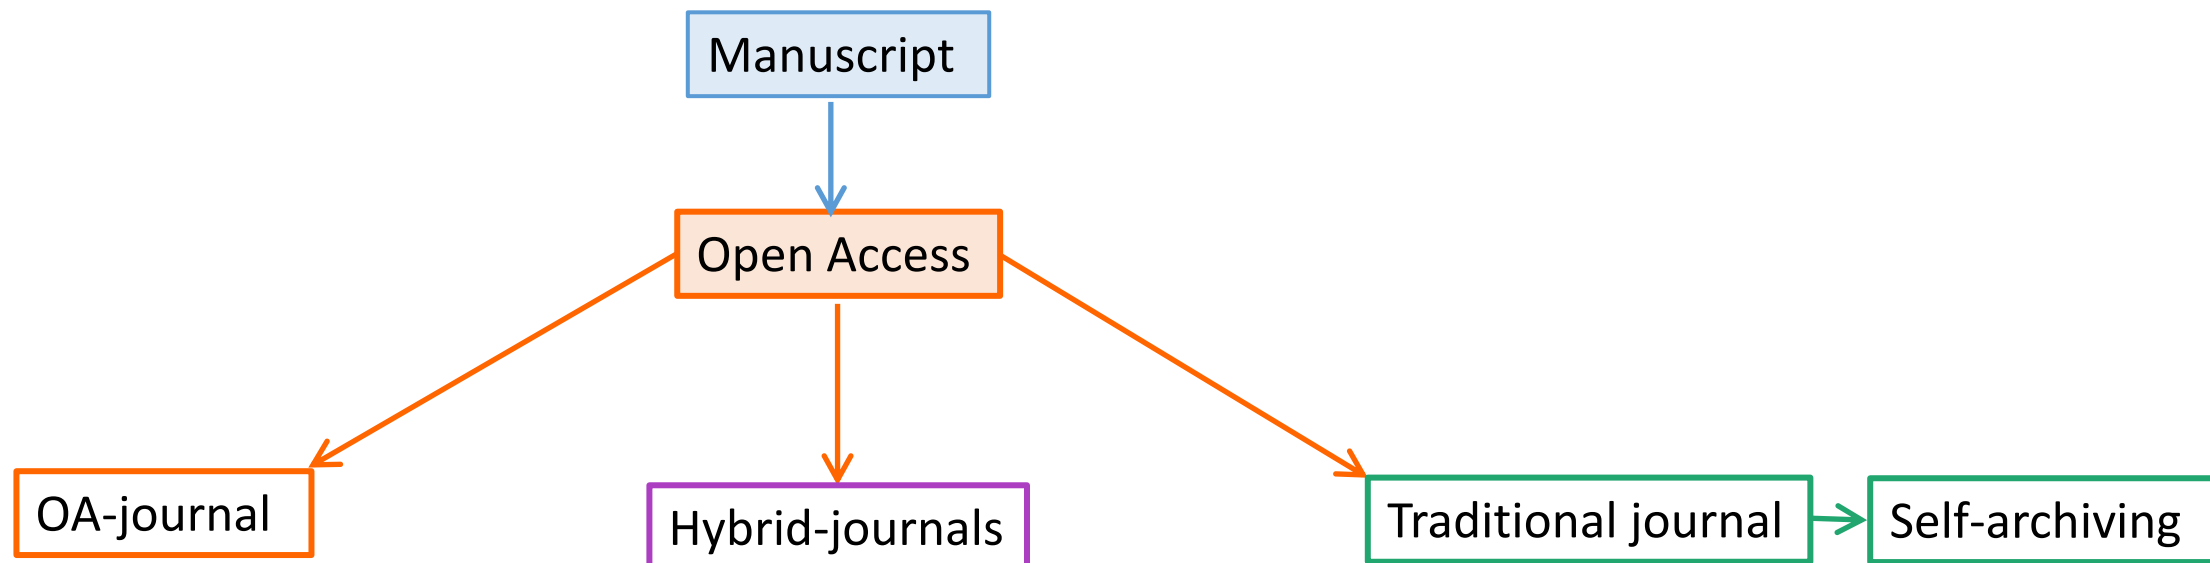 Manuscript
Open Access
OA-journal
Hybrid-journals
Traditional journal
Self-archiving